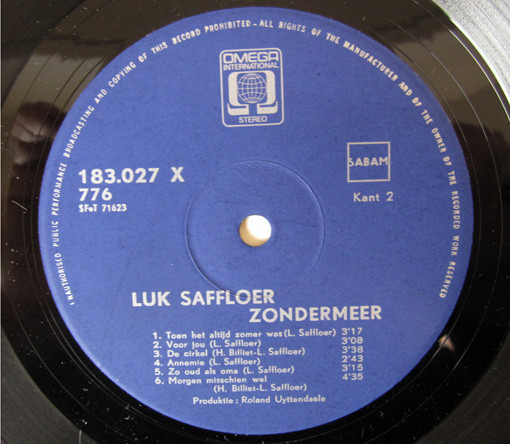 UNAUTHORISED PUBLIC PERFORMANCE BROADCASTING AND COPYING OF THIS RECORD PROHIBITED - ALL RIGHTS OF THE MANUFACTURER AND OF THE OWNER OF THE RECORDED WORK RESERVED
OMEGA
INTERNATIONAL
STEREO
183.027 X
776
SFoT 71623
SABAM
Kant 2
LUK SAFFLOER
ZONDERMEER
1. Toen het altijd zomer was (L. Saffloer) 3'17
2. Voor jou (L. Saffloer) 3'08
3. De cirkel (H. Billiet-L. Saffloer) 3'38
4. Annemie (L. Saffloer) 2'43
5. Zo oud als oma (L. Saffloer) 3'15
6. Morgen misschien wel 4'35
(H. Billiet-L. Saffloer)
Produktie : Roland Uyttendaele